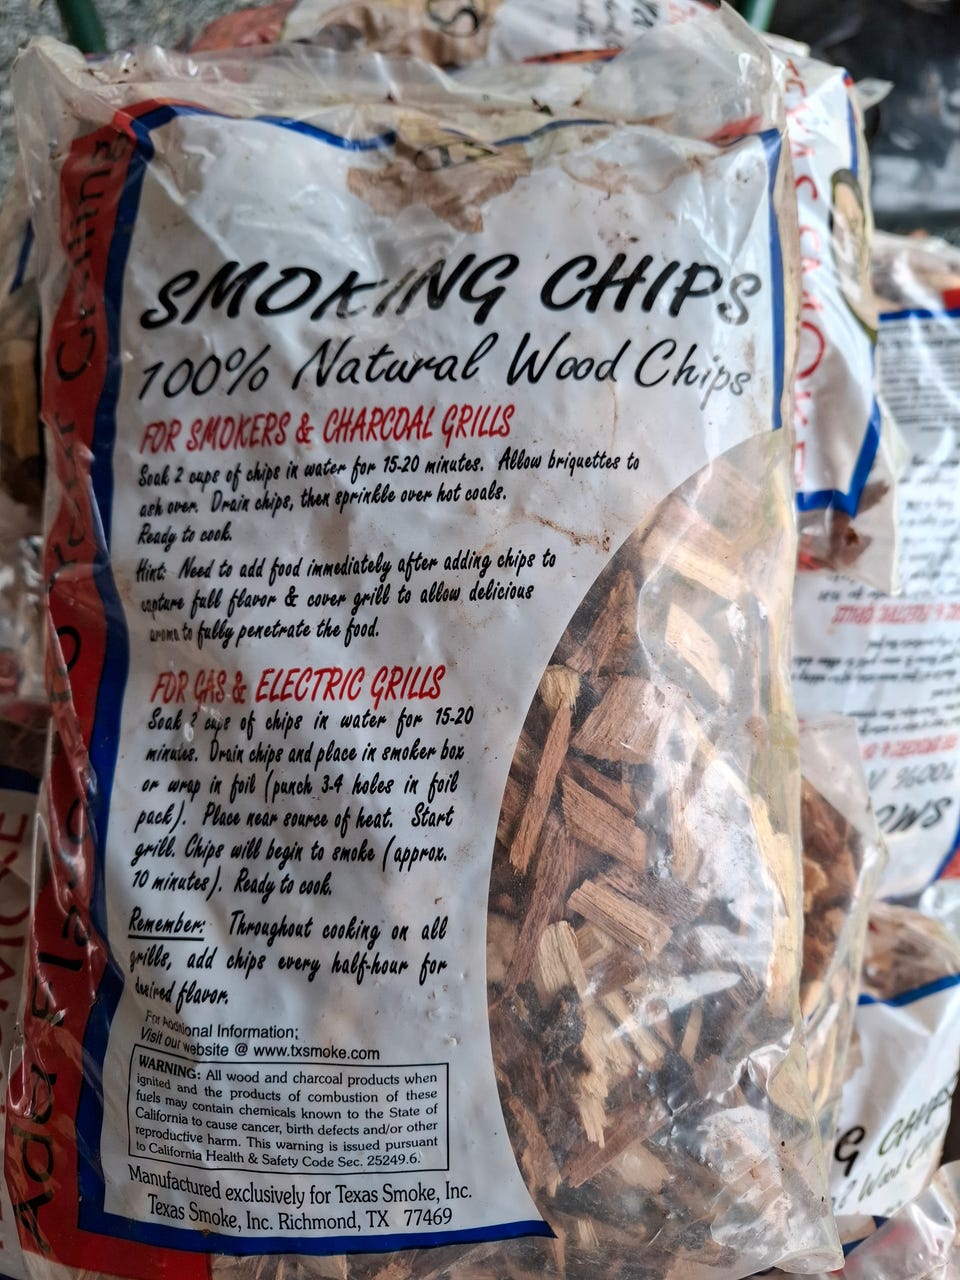 SMOKING CHIPS
100% Natural Wood Chips
FOR SMOKERS & CHARCOAL GRILLS
Soak 2 cups of chips in water for 15-20 minutes. Allow briquettes to
ash over. Drain chips, then sprinkle over hot coals.
Ready to cook.
Hint: Need to add food immediately after adding chips to
capture full flavor & cover grill to allow delicious
aroma to fully penetrate the food.
FOR GAS & ELECTRIC GRILLS
Soak 2 cups of chips in water for 15-20
minutes. Drain chips and place in smoker box
or wrap in foil (punch 3-4 holes in foil
pack). Place near source of heat. Start
grill. Chips will begin to smoke (approx.
10 minutes). Ready to cook.
Remember: Throughout cooking on all
grills, add chips every half-hour for
desired flavor.
For Additional Information;
Visit our website @ www.txsmoke.com
WARNING: All wood and charcoal products when
ignited and the products of combustion of these
fuels may contain chemicals known to the State of
California to cause cancer, birth defects and/or other
reproductive harm. This warning is issued pursuant
to California Health & Safety Code Sec. 25249.6.
Manufactured exclusively for Texas Smoke, Inc.
Texas Smoke, Inc. Richmond, TX 77469
Grilling
CHIPS
Wood